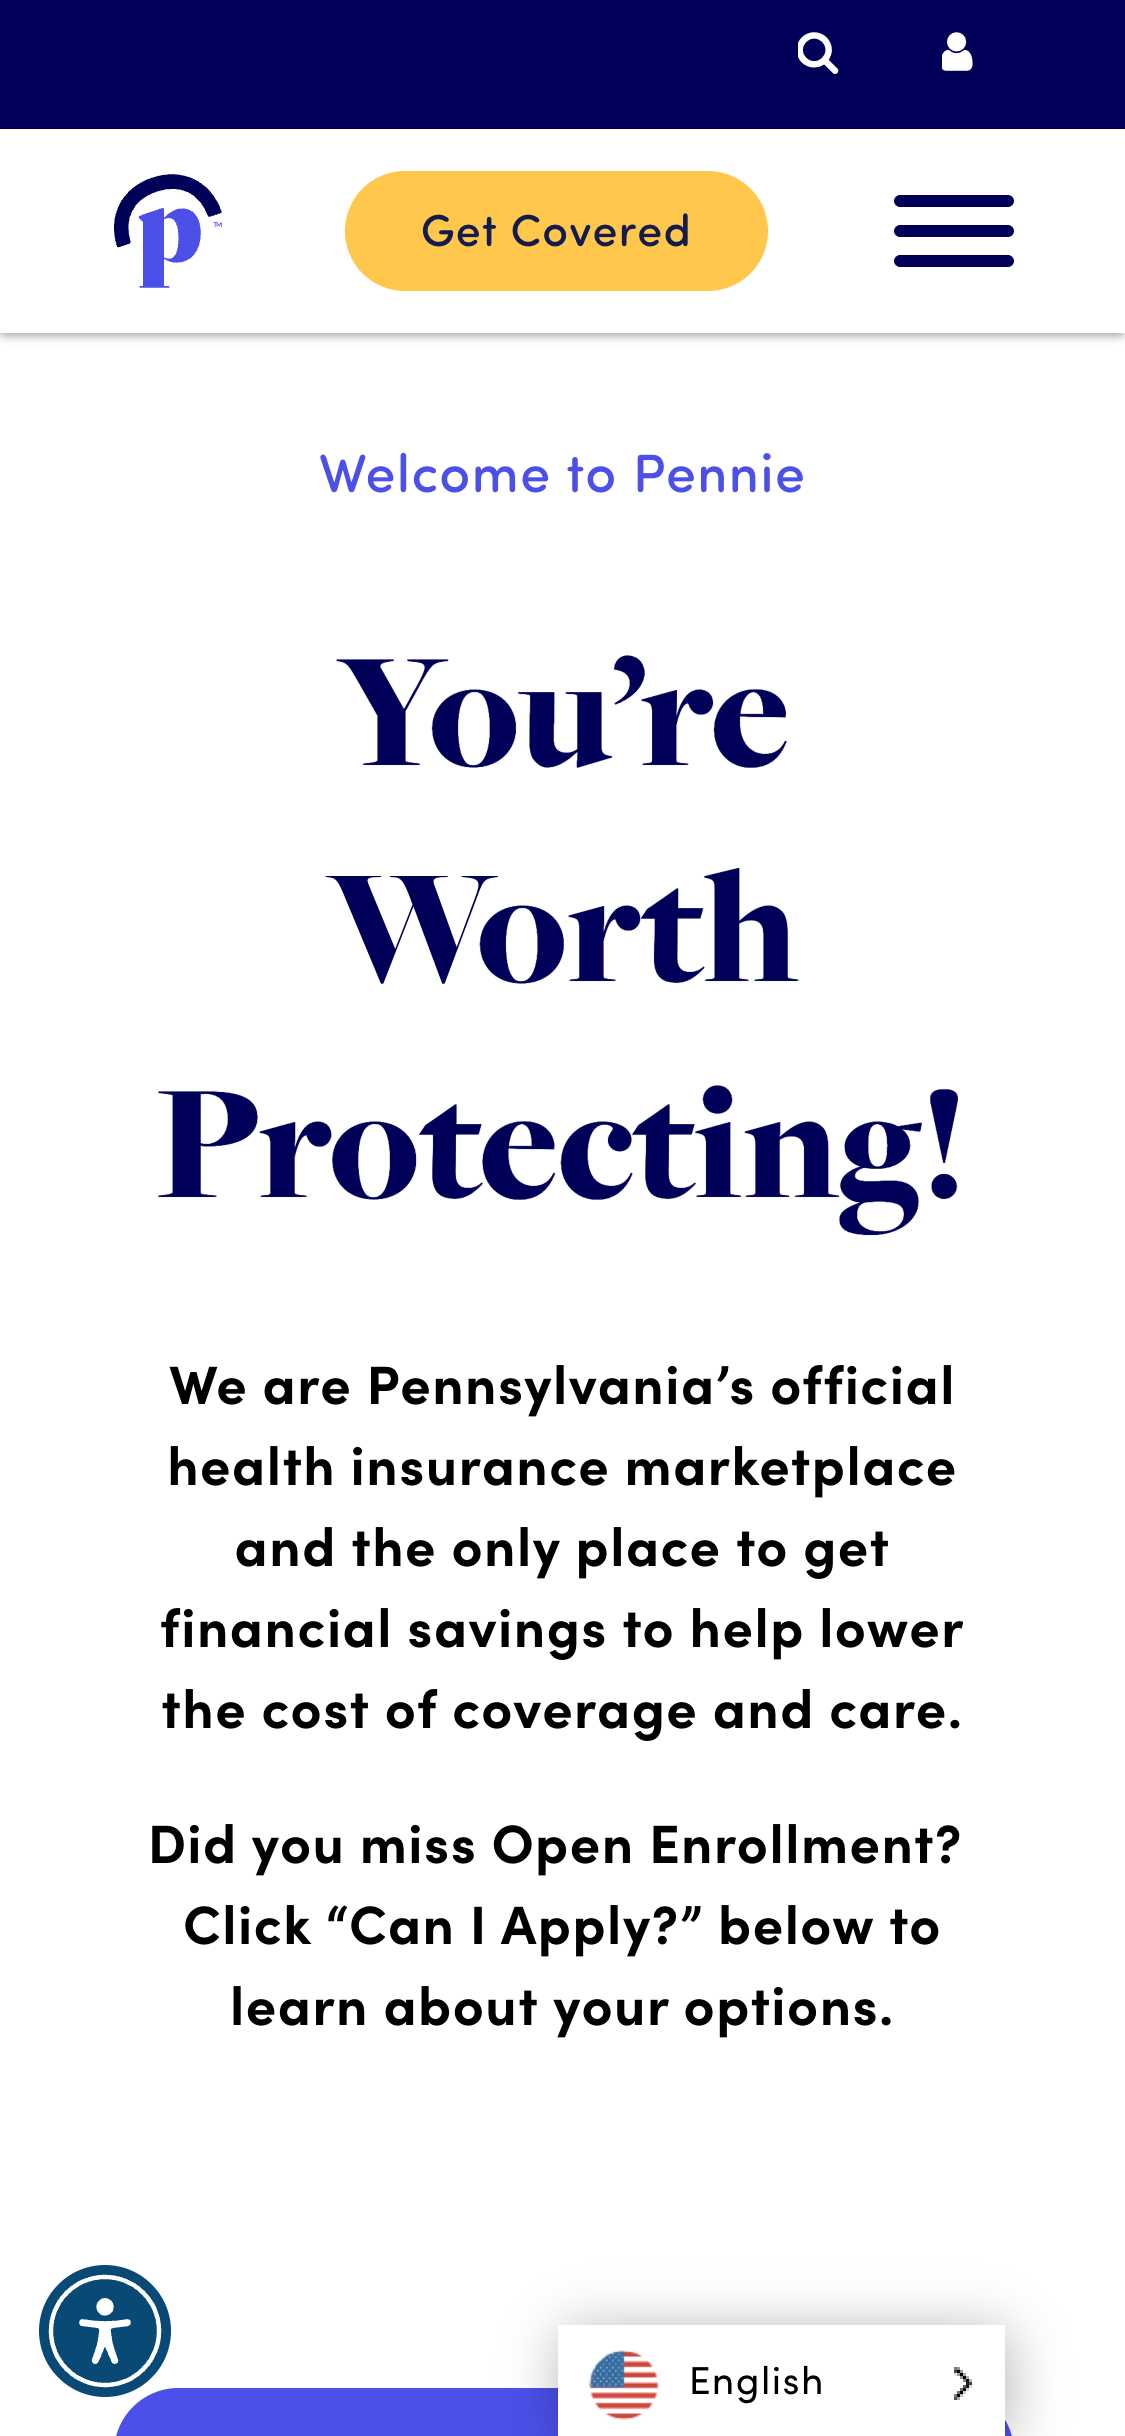 p™
Get Covered
Welcome to Pennie
You’re
Worth
Protecting!
We are Pennsylvania’s official
health insurance marketplace
and the only place to get
financial savings to help lower
the cost of coverage and care.
Did you miss Open Enrollment?
Click “Can I Apply?” below to
learn about your options.
English